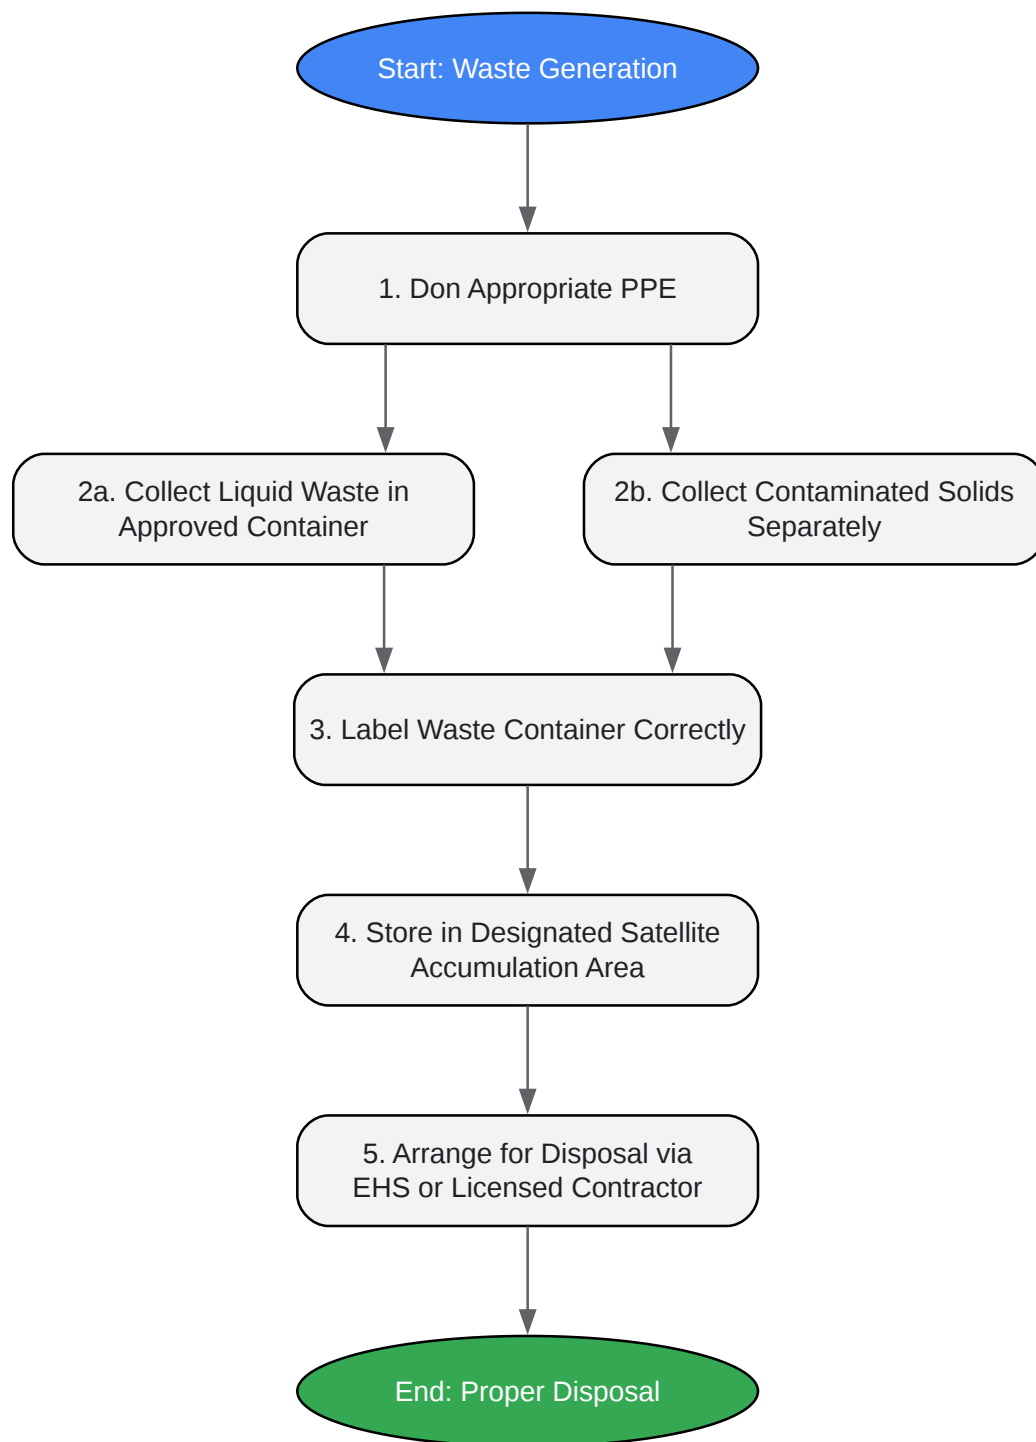 Start: Waste Generation
1. Don Appropriate PPE
2a. Collect Liquid Waste in
Approved Container
2b. Collect Contaminated Solids
Separately
3. Label Waste Container Correctly
4. Store in Designated Satellite
Accumulation Area
5. Arrange for Disposal via
EHS or Licensed Contractor
End: Proper Disposal